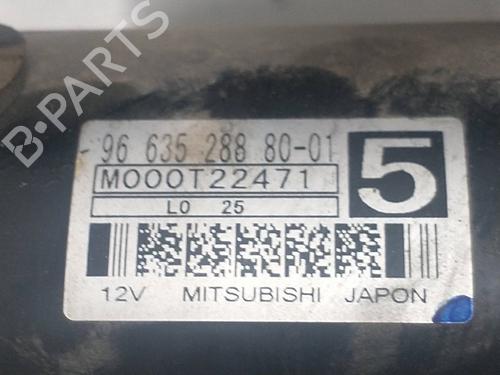 B-PARTS
96 635 288 80-01
5
M000T22471
L0 25
12V MITSUBISHI JAPON